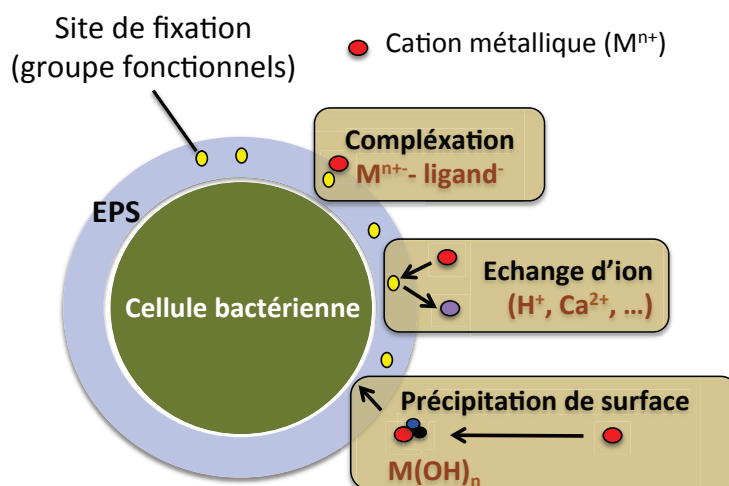 Site de fixation
(groupe fonctionnels)
Cation métallique (Mⁿ⁺)
Compléxation
Mⁿ⁺⁻- ligand⁻
EPS
Cellule bactérienne
Echange d’ion
(H⁺, Ca²⁺, ...)
Précipitation de surface
M(OH)ₙ